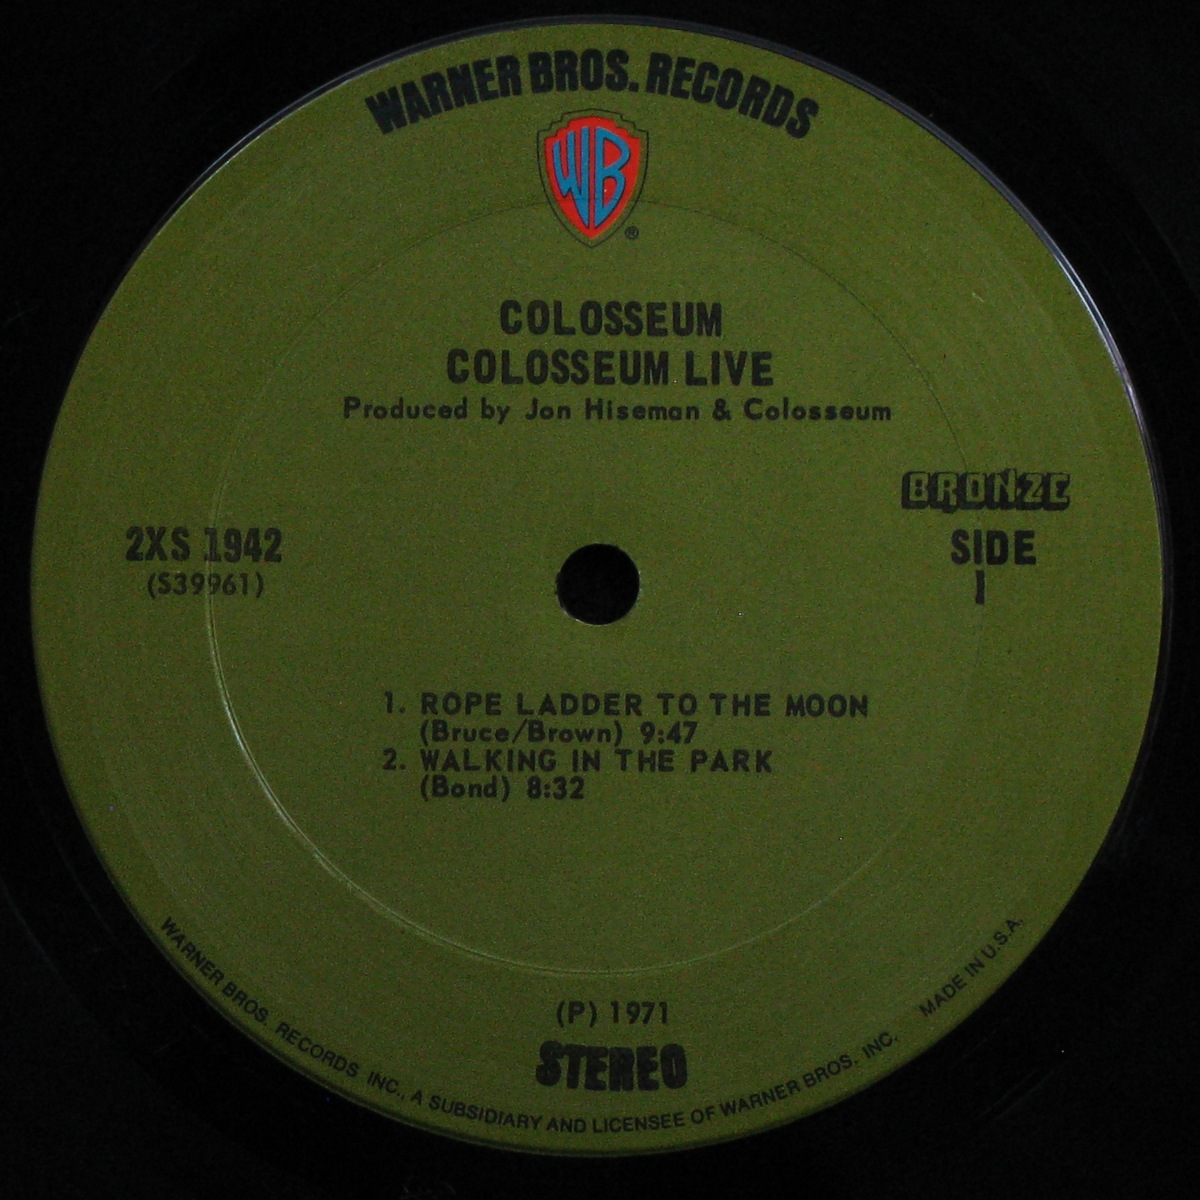 WARNER BROS. RECORDS
WB
®
COLOSSEUM
COLOSSEUM LIVE
Produced by Jon Hiseman & Colosseum
BRONZE
2XS 1942
(S39961)
SIDE
1
1. ROPE LADDER TO THE MOON
(Bruce/Brown) 9:47
2. WALKING IN THE PARK
(Bond) 8:32
(P) 1971
STEREO
WARNER BROS. RECORDS INC., A SUBSIDIARY AND LICENSEE OF WARNER BROS. INC. MADE IN U.S.A.